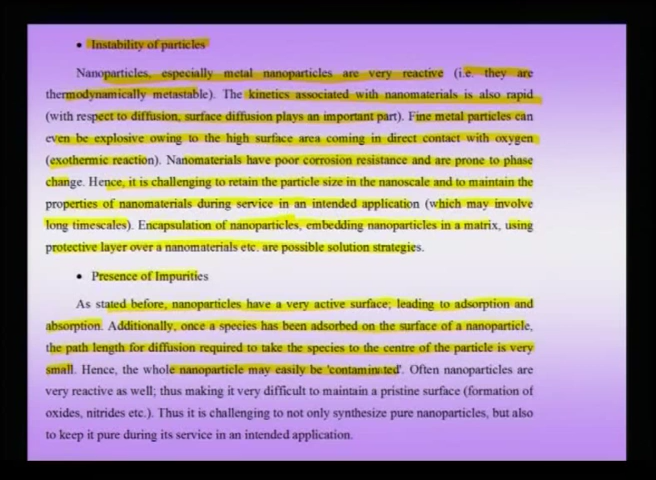 • Instability of particles
Nanoparticles, especially metal nanoparticles are very reactive (i.e. they are
thermodynamically metastable). The kinetics associated with nanomaterials is also rapid
(with respect to diffusion, surface diffusion plays an important part). Fine metal particles can
even be explosive owing to the high surface area coming in direct contact with oxygen
(exothermic reaction). Nanomaterials have poor corrosion resistance and are prone to phase
change. Hence, it is challenging to retain the particle size in the nanoscale and to maintain the
properties of nanomaterials during service in an intended application (which may involve
long timescales). Encapsulation of nanoparticles, embedding nanoparticles in a matrix, using
protective layer over a nanomaterials etc. are possible solution strategies.
• Presence of Impurities
As stated before, nanoparticles have a very active surface; leading to adsorption and
absorption. Additionally, once a species has been adsorbed on the surface of a nanoparticle,
the path length for diffusion required to take the species to the centre of the particle is very
small. Hence, the whole nanoparticle may easily be 'contaminated'. Often nanoparticles are
very reactive as well; thus making it very difficult to maintain a pristine surface (formation of
oxides, nitrides etc.). Thus it is challenging to not only synthesize pure nanoparticles, but also
to keep it pure during its service in an intended application.